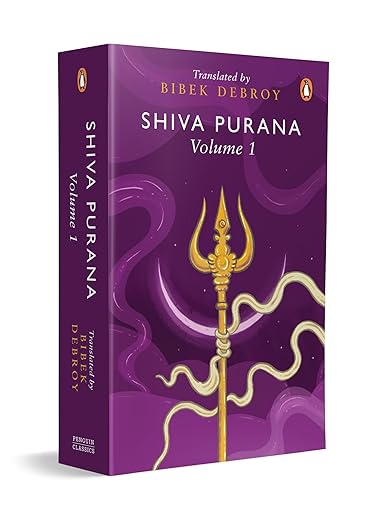 Translated by
BIBEK DEBROY
SHIVA PURANA
Volume 1
SHIVA PURANA
Volume 1
Translated by
BIBEK
DEBROY
PENGUIN
CLASSICS